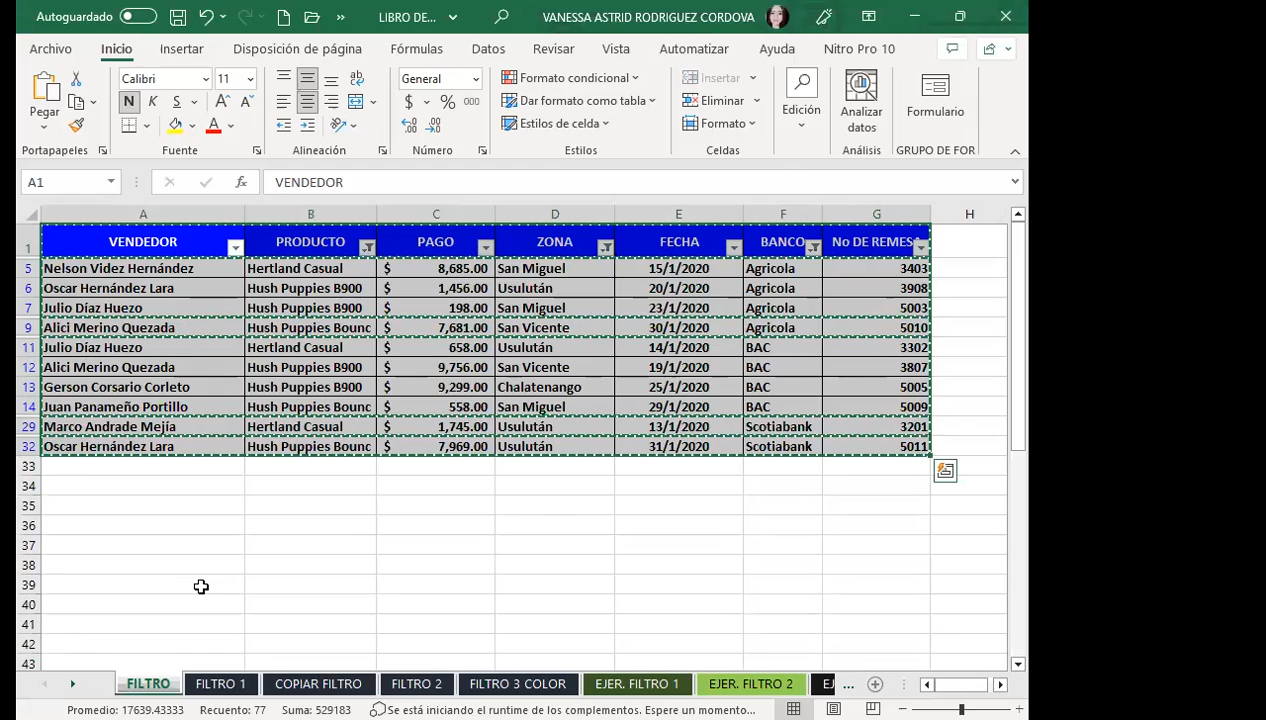 Autoguardado LIBRO DE... VANESSA ASTRID RODRIGUEZ CORDOVA
Archivo Inicio Insertar Disposición de página Fórmulas Datos Revisar Vista Automatizar Ayuda Nitro Pro 10
Pegar Calibri 11 General Formato condicional Insertar Edición Analizar datos Formulario
N K S $ % 000 Dar formato como tabla Eliminar
Estilos de celda Formato
Portapapeles Fuente Alineación Número Estilos Celdas Análisis GRUPO DE FOR
A1 fx VENDEDOR
A B C D E F G H
1 VENDEDOR PRODUCTO PAGO ZONA FECHA BANCO No DE REMES
5 Nelson Videz Hernández Hertland Casual $ 8,685.00 San Miguel 15/1/2020 Agricola 3403
6 Oscar Hernández Lara Hush Puppies B900 $ 1,456.00 Usulután 20/1/2020 Agricola 3908
7 Julio Díaz Huezo Hush Puppies B900 $ 198.00 San Miguel 23/1/2020 Agricola 5003
9 Alici Merino Quezada Hush Puppies Bounc $ 7,681.00 San Vicente 30/1/2020 Agricola 5010
11 Julio Díaz Huezo Hertland Casual $ 658.00 Usulután 14/1/2020 BAC 3302
12 Alici Merino Quezada Hush Puppies B900 $ 9,756.00 San Vicente 19/1/2020 BAC 3807
13 Gerson Corsario Corleto Hush Puppies B900 $ 9,299.00 Chalatenango 25/1/2020 BAC 5005
14 Juan Panameño Portillo Hush Puppies Bounc $ 558.00 San Miguel 29/1/2020 BAC 5009
29 Marco Andrade Mejía Hertland Casual $ 1,745.00 Usulután 13/1/2020 Scotiabank 3201
32 Oscar Hernández Lara Hush Puppies Bounc $ 7,969.00 Usulután 31/1/2020 Scotiabank 5011
33
34
35
36
37
38
39
40
41
42
43
FILTRO FILTRO 1 COPIAR FILTRO FILTRO 2 FILTRO 3 COLOR EJER. FILTRO 1 EJER. FILTRO 2 EJ ...
Promedio: 17639.43333 Recuento: 77 Suma: 529183 Se está iniciando el runtime de los complementos. Espere un momento...